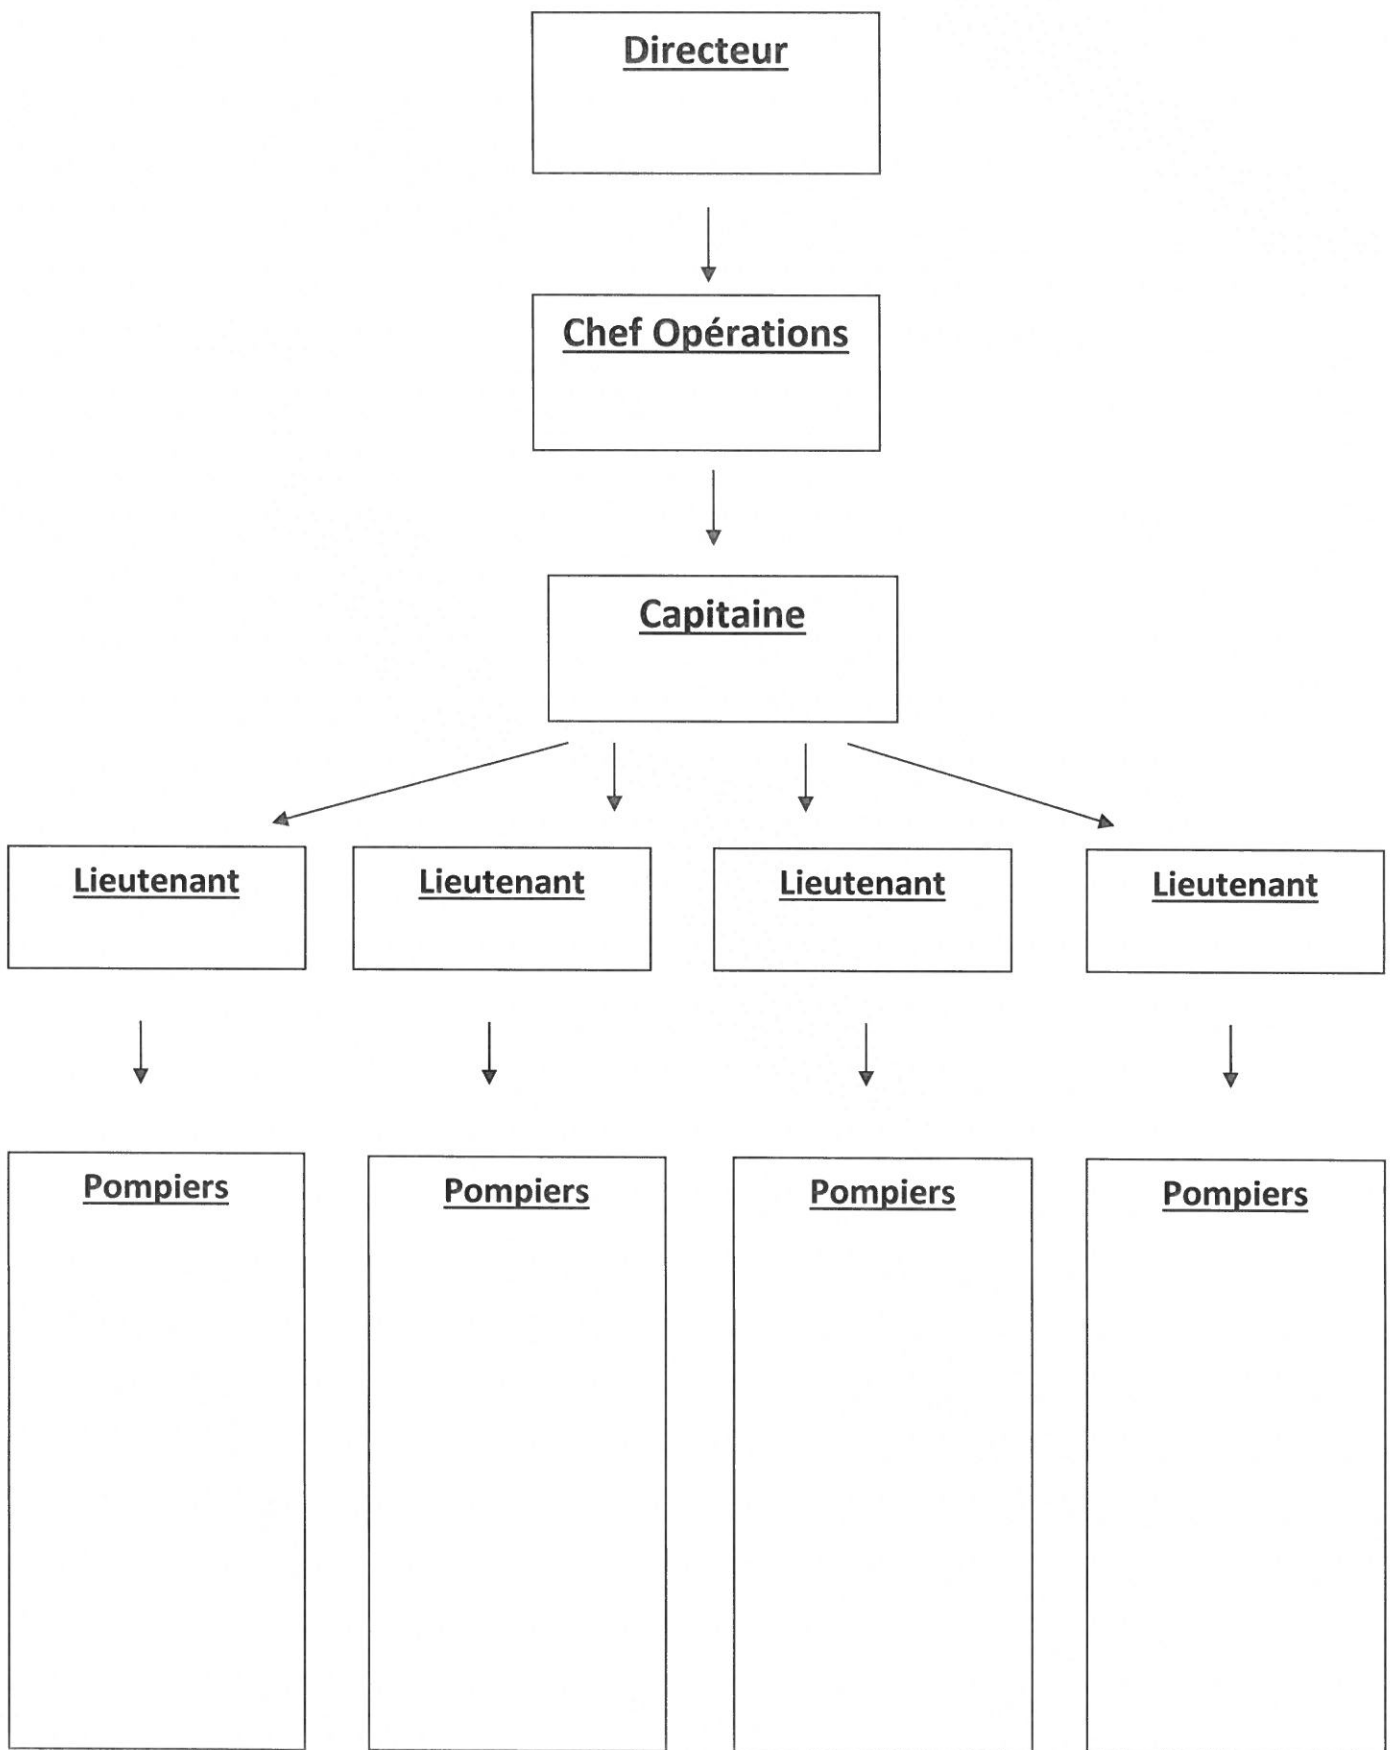 Directeur
Chef Opérations
Capitaine
Lieutenant
Lieutenant
Lieutenant
Lieutenant
Pompiers
Pompiers
Pompiers
Pompiers